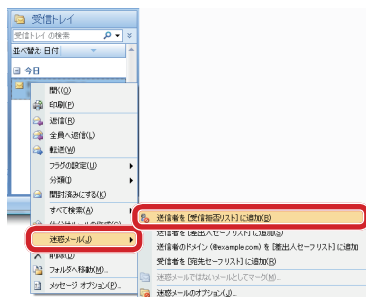 受信トレイ
受信トレイ の検索
並べ替え: 日付
今日
開く(O)
印刷(P)
返信(R)
全員へ返信(L)
転送(W)
フラグの設定(U)
分類(I)
開封済みにする(K)
すべて検索(A)
迷惑メール(J)
送信者を [受信拒否リスト] に追加(B)
送信者を [差出人セーフリスト] に追加(S)
送信者のドメイン (@example.com) を [差出人セーフリスト] に追加
受信者を [宛先セーフリスト] に追加(R)
削除(D)
迷惑メールではないメールとしてマーク(N)...
フォルダへ移動(M)...
メッセージ オプション(P)...
迷惑メールのオプション(J)...